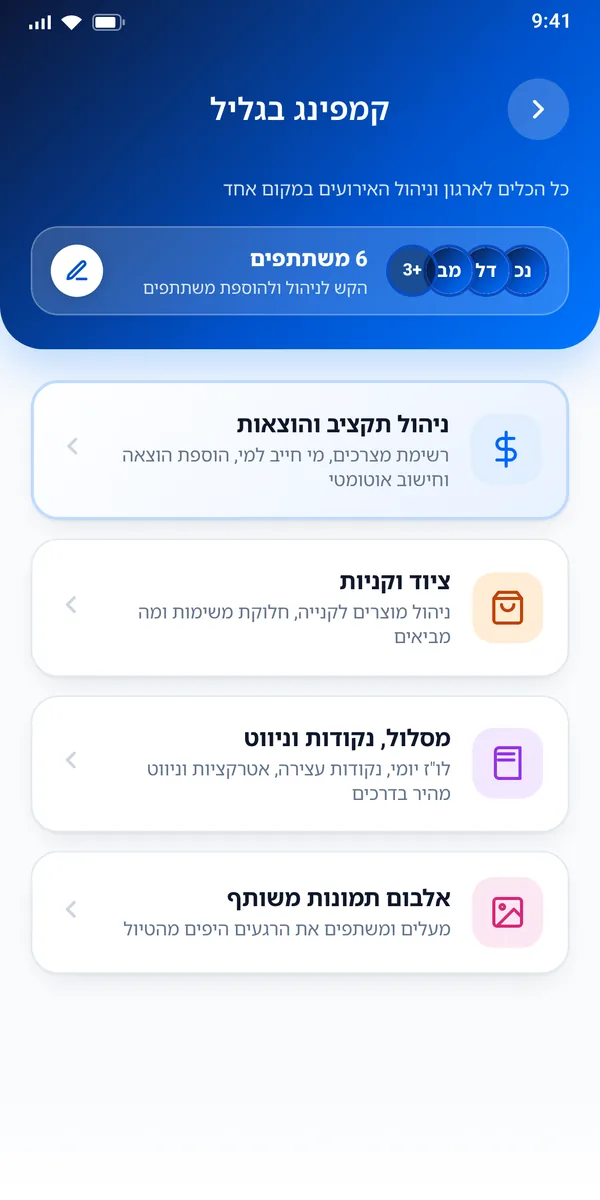 9:41
קמפינג בגליל
כל הכלים לארגון וניהול האירועים במקום אחד
נכ
דל
מב
+3
6 משתתפים
הקש לניהול ולהוספת משתתפים
ניהול תקציב והוצאות
רשימת מצרכים, מי חייב למי, הוספת הוצאה
וחישוב אוטומטי
ציוד וקניות
ניהול מוצרים לקנייה, חלוקת משימות ומה
מביאים
מסלול, נקודות וניווט
לו"ז יומי, נקודות עצירה, אטרקציות וניווט
מהיר בדרכים
אלבום תמונות משותף
מעלים ומשתפים את הרגעים היפים מהטיול